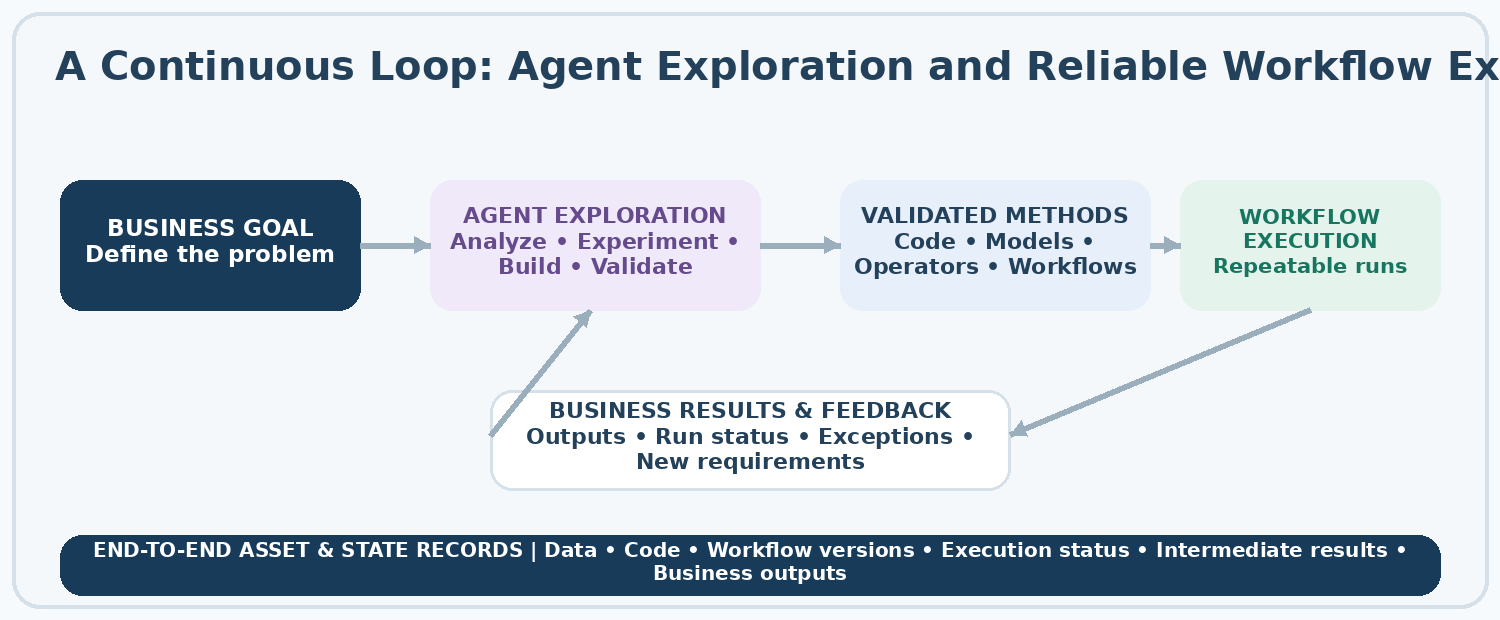 A Continuous Loop: Agent Exploration and Reliable Workflow Ex
BUSINESS GOAL
Define the problem
AGENT EXPLORATION
Analyze • Experiment •
Build • Validate
VALIDATED METHODS
Code • Models •
Operators • Workflows
WORKFLOW
EXECUTION
Repeatable runs
BUSINESS RESULTS & FEEDBACK
Outputs • Run status • Exceptions •
New requirements
END-TO-END ASSET & STATE RECORDS | Data • Code • Workflow versions • Execution status • Intermediate results •
Business outputs